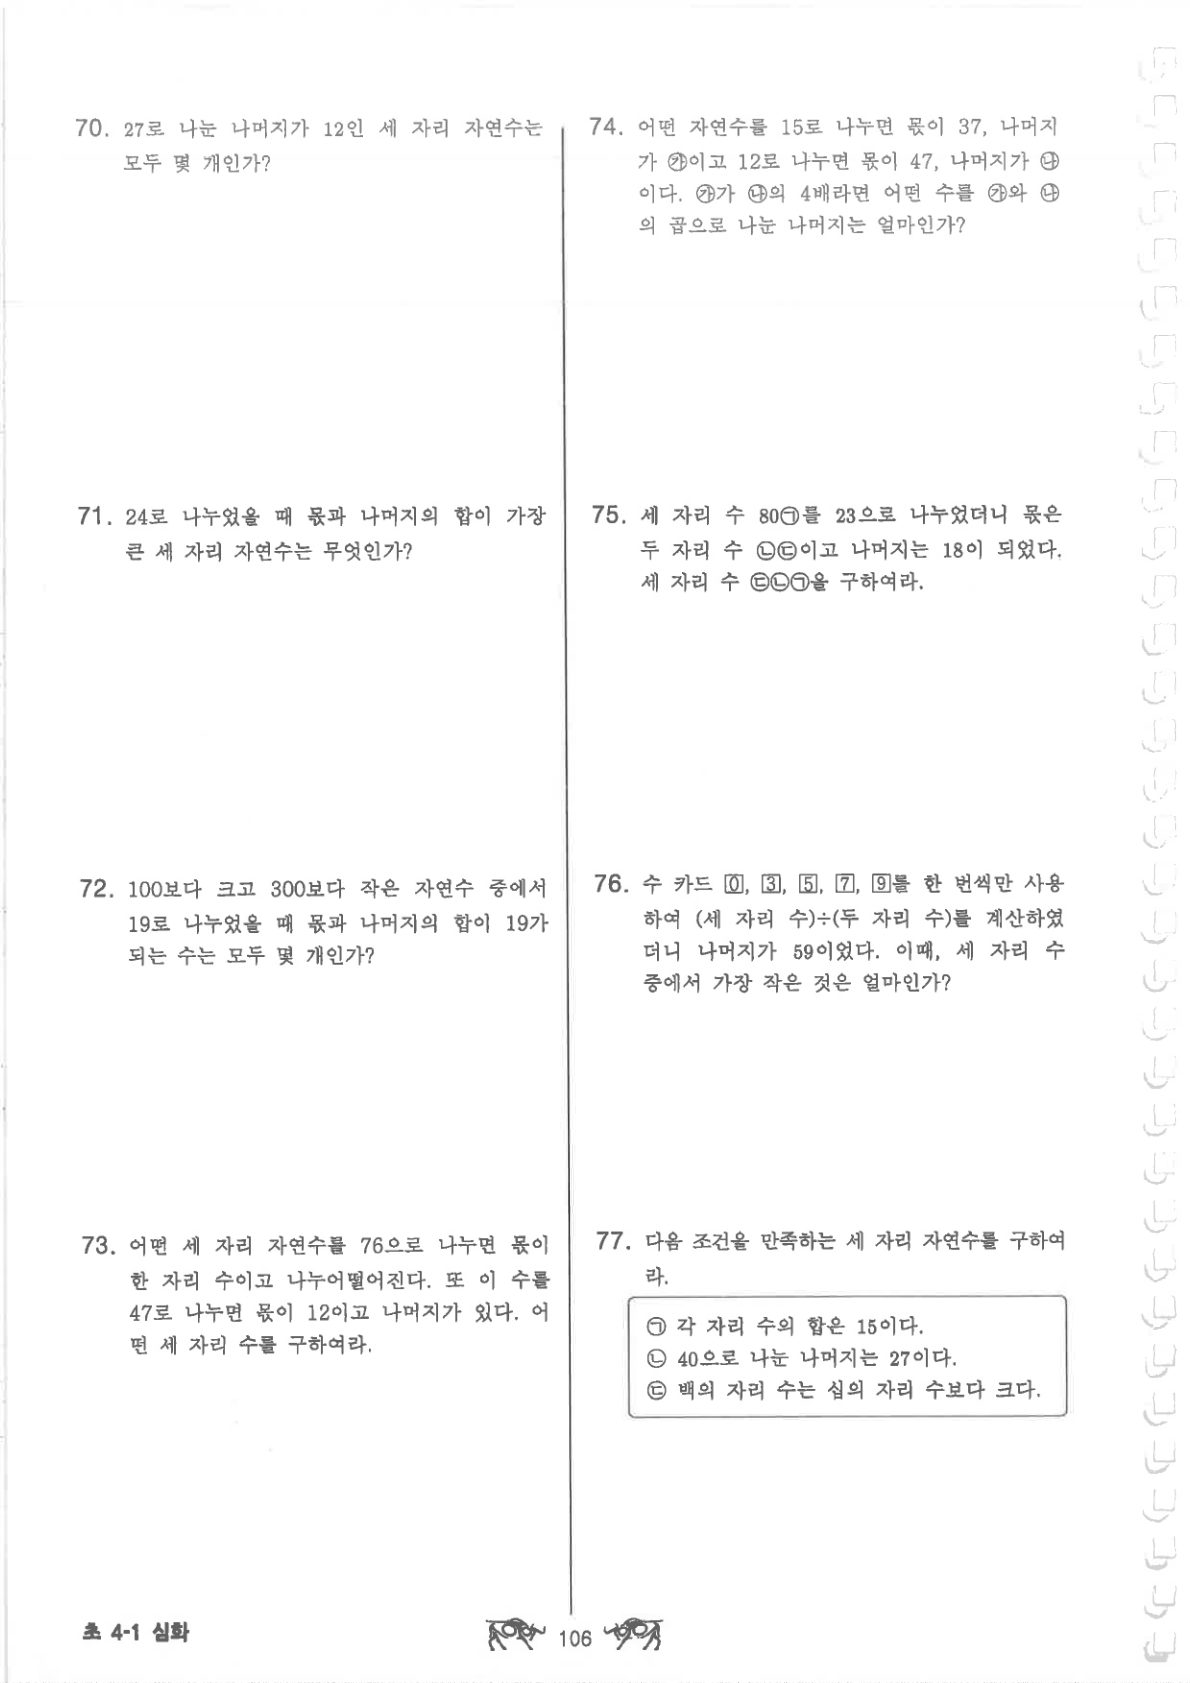 70. 27로 나눈 나머지가 12인 세 자리 자연수는
모두 몇 개인가?
71. 24로 나누었을 때 몫과 나머지의 합이 가장
큰 세 자리 자연수는 무엇인가?
72. 100보다 크고 300보다 작은 자연수 중에서
19로 나누었을 때 몫과 나머지의 합이 19가
되는 수는 모두 몇 개인가?
73. 어떤 세 자리 자연수를 76으로 나누면 몫이
한 자리 수이고 나누어떨어진다. 또 이 수를
47로 나누면 몫이 12이고 나머지가 있다. 어
떤 세 자리 수를 구하여라.
74. 어떤 자연수를 15로 나누면 몫이 37, 나머지
가 ㉮이고 12로 나누면 몫이 47, 나머지가 ㉯
이다. ㉮가 ㉯의 4배라면 어떤 수를 ㉮와 ㉯
의 곱으로 나눈 나머지는 얼마인가?
75. 세 자리 수 80㉠를 23으로 나누었더니 몫은
두 자리 수 ㉡㉢이고 나머지는 18이 되었다.
세 자리 수 ㉢㉡㉠을 구하여라.
76. 수 카드 0, 3, 5, 7, 9를 한 번씩만 사용
하여 (세 자리 수)÷(두 자리 수)를 계산하였
더니 나머지가 59이었다. 이때, 세 자리 수
중에서 가장 작은 것은 얼마인가?
77. 다음 조건을 만족하는 세 자리 자연수를 구하여
라.
㉠ 각 자리 수의 합은 15이다.
㉡ 40으로 나눈 나머지는 27이다.
㉢ 백의 자리 수는 십의 자리 수보다 크다.
초 4-1 심화
106